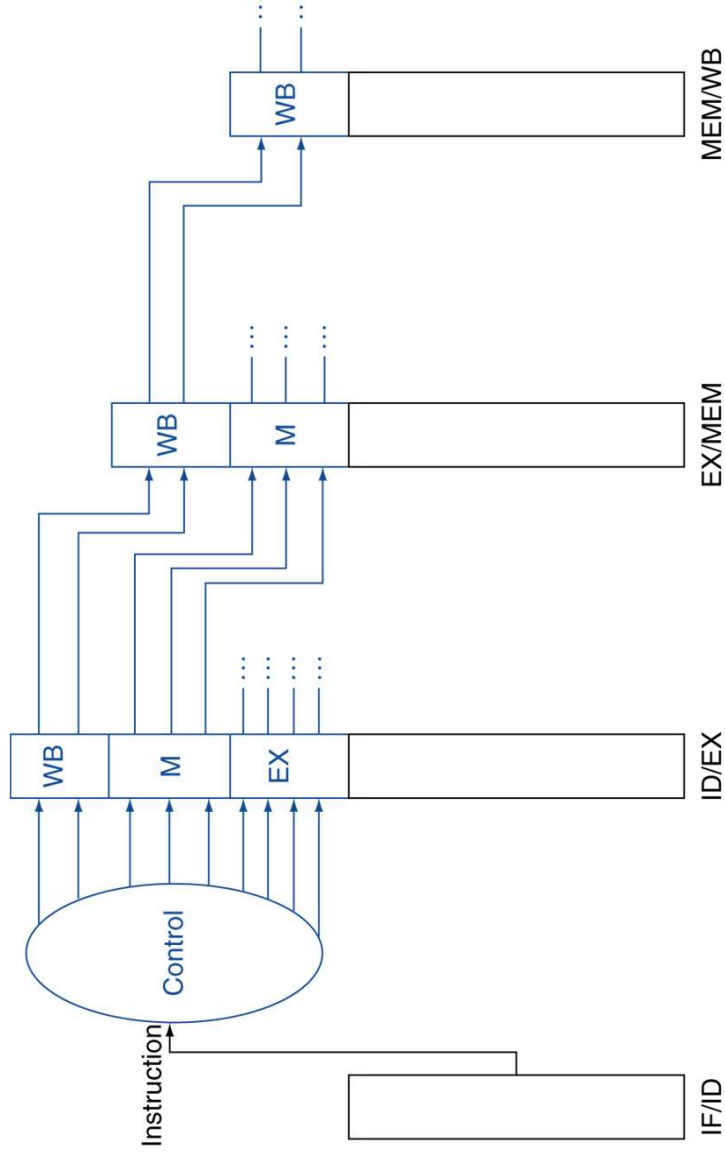 Instruction
Control
WB
M
EX
....
....
....
....
WB
M
....
....
....
WB
...
...
IF/ID
ID/EX
EX/MEM
MEM/WB